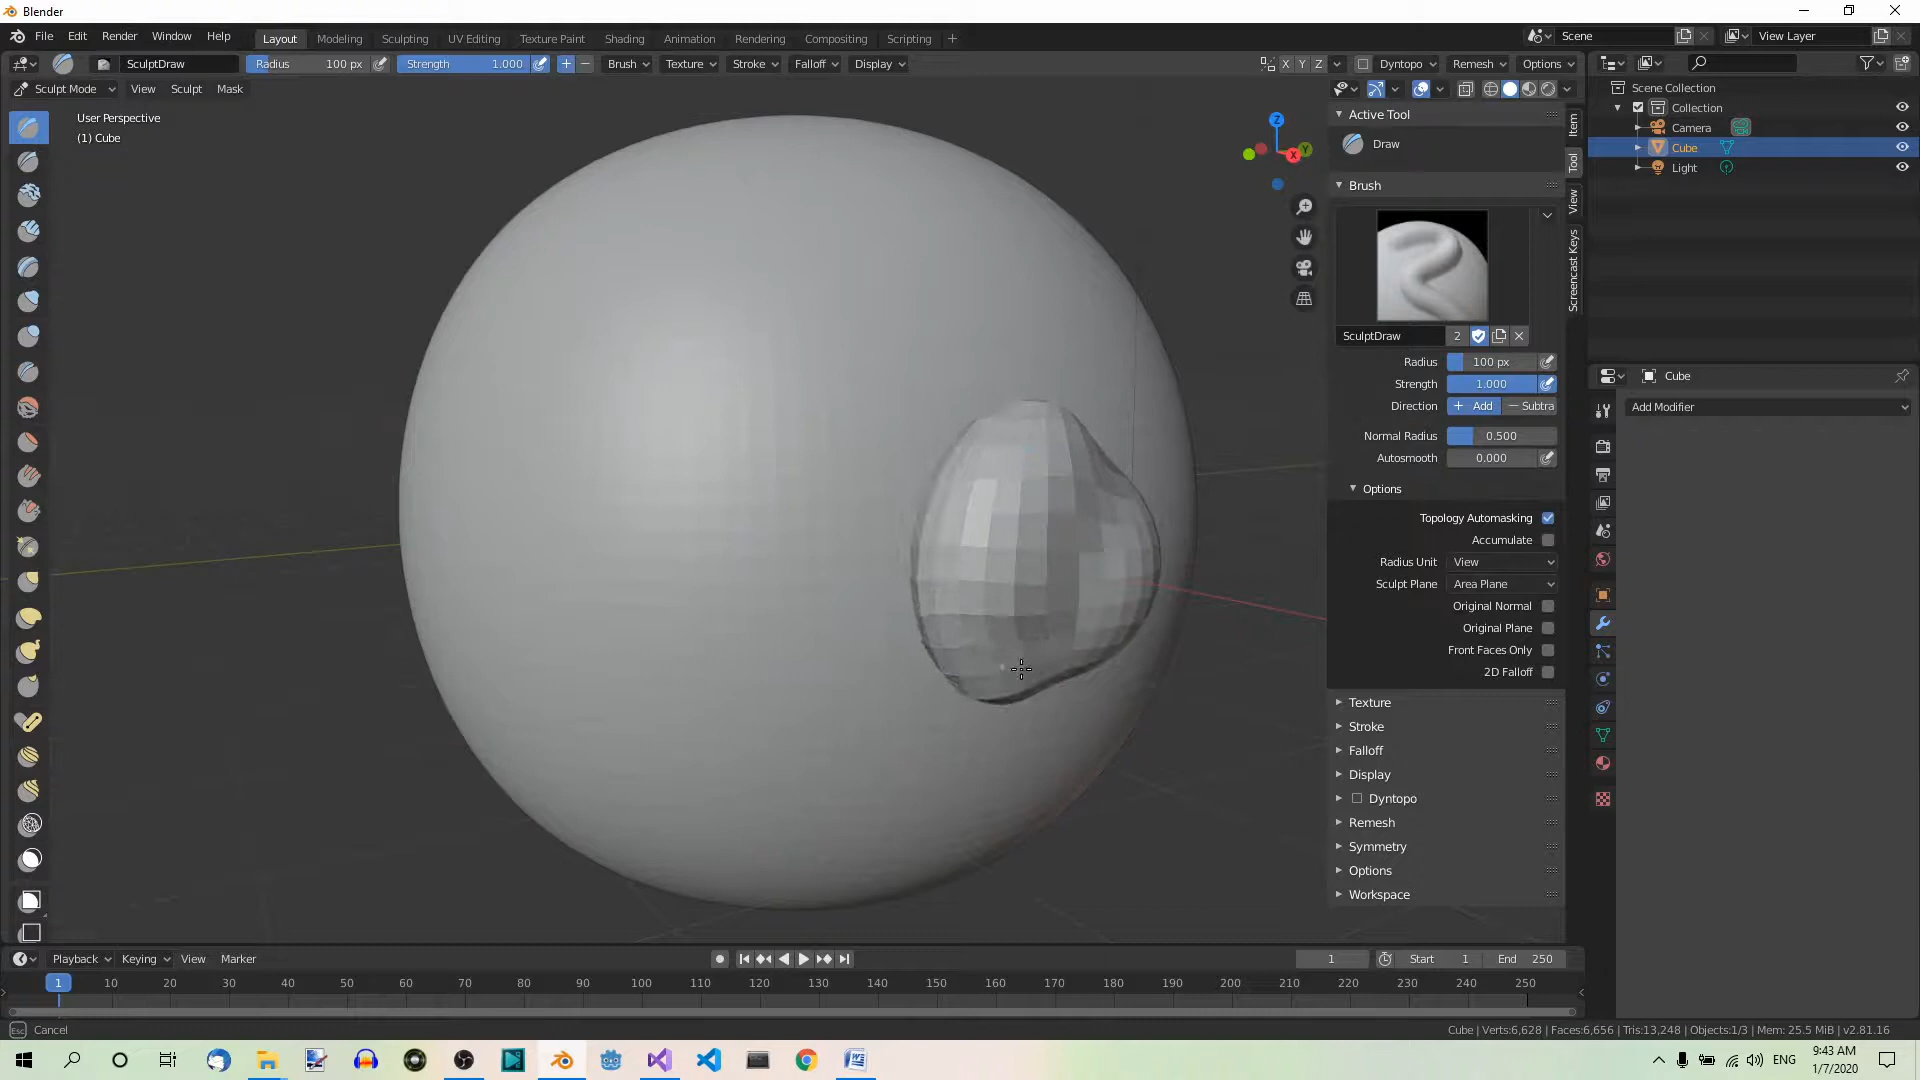 Blender
File Edit Render Window Help
Layout Modeling Sculpting UV Editing Texture Paint Shading Animation Rendering Compositing Scripting +
Scene View Layer
SculptDraw Radius 100 px Strength 1.000 + − Brush Texture Stroke Falloff Display X Y Z Dyntopo Remesh Options
Sculpt Mode View Sculpt Mask
User Perspective
(1) Cube
Z
X
Y
Active Tool
Draw
Brush
SculptDraw 2
Radius 100 px
Strength 1.000
Direction + Add − Subtra
Normal Radius 0.500
Autosmooth 0.000
Options
Topology Automasking
Accumulate
Radius Unit View
Sculpt Plane Area Plane
Original Normal
Original Plane
Front Faces Only
2D Falloff
Texture
Stroke
Falloff
Display
Dyntopo
Remesh
Symmetry
Options
Workspace
Item
Tool
View
Screencast Keys
Scene Collection
Collection
Camera
Cube
Light
Cube
Add Modifier
Playback Keying View Marker 1 Start 1 End 250
1 10 20 30 40 50 60 70 80 90 100 110 120 130 140 150 160 170 180 190 200 210 220 230 240 250
Esc Cancel
Cube | Verts:6,628 | Faces:6,656 | Tris:13,248 | Objects:1/3 | Mem: 25.5 MiB | v2.81.16
ENG
9:43 AM
1/7/2020